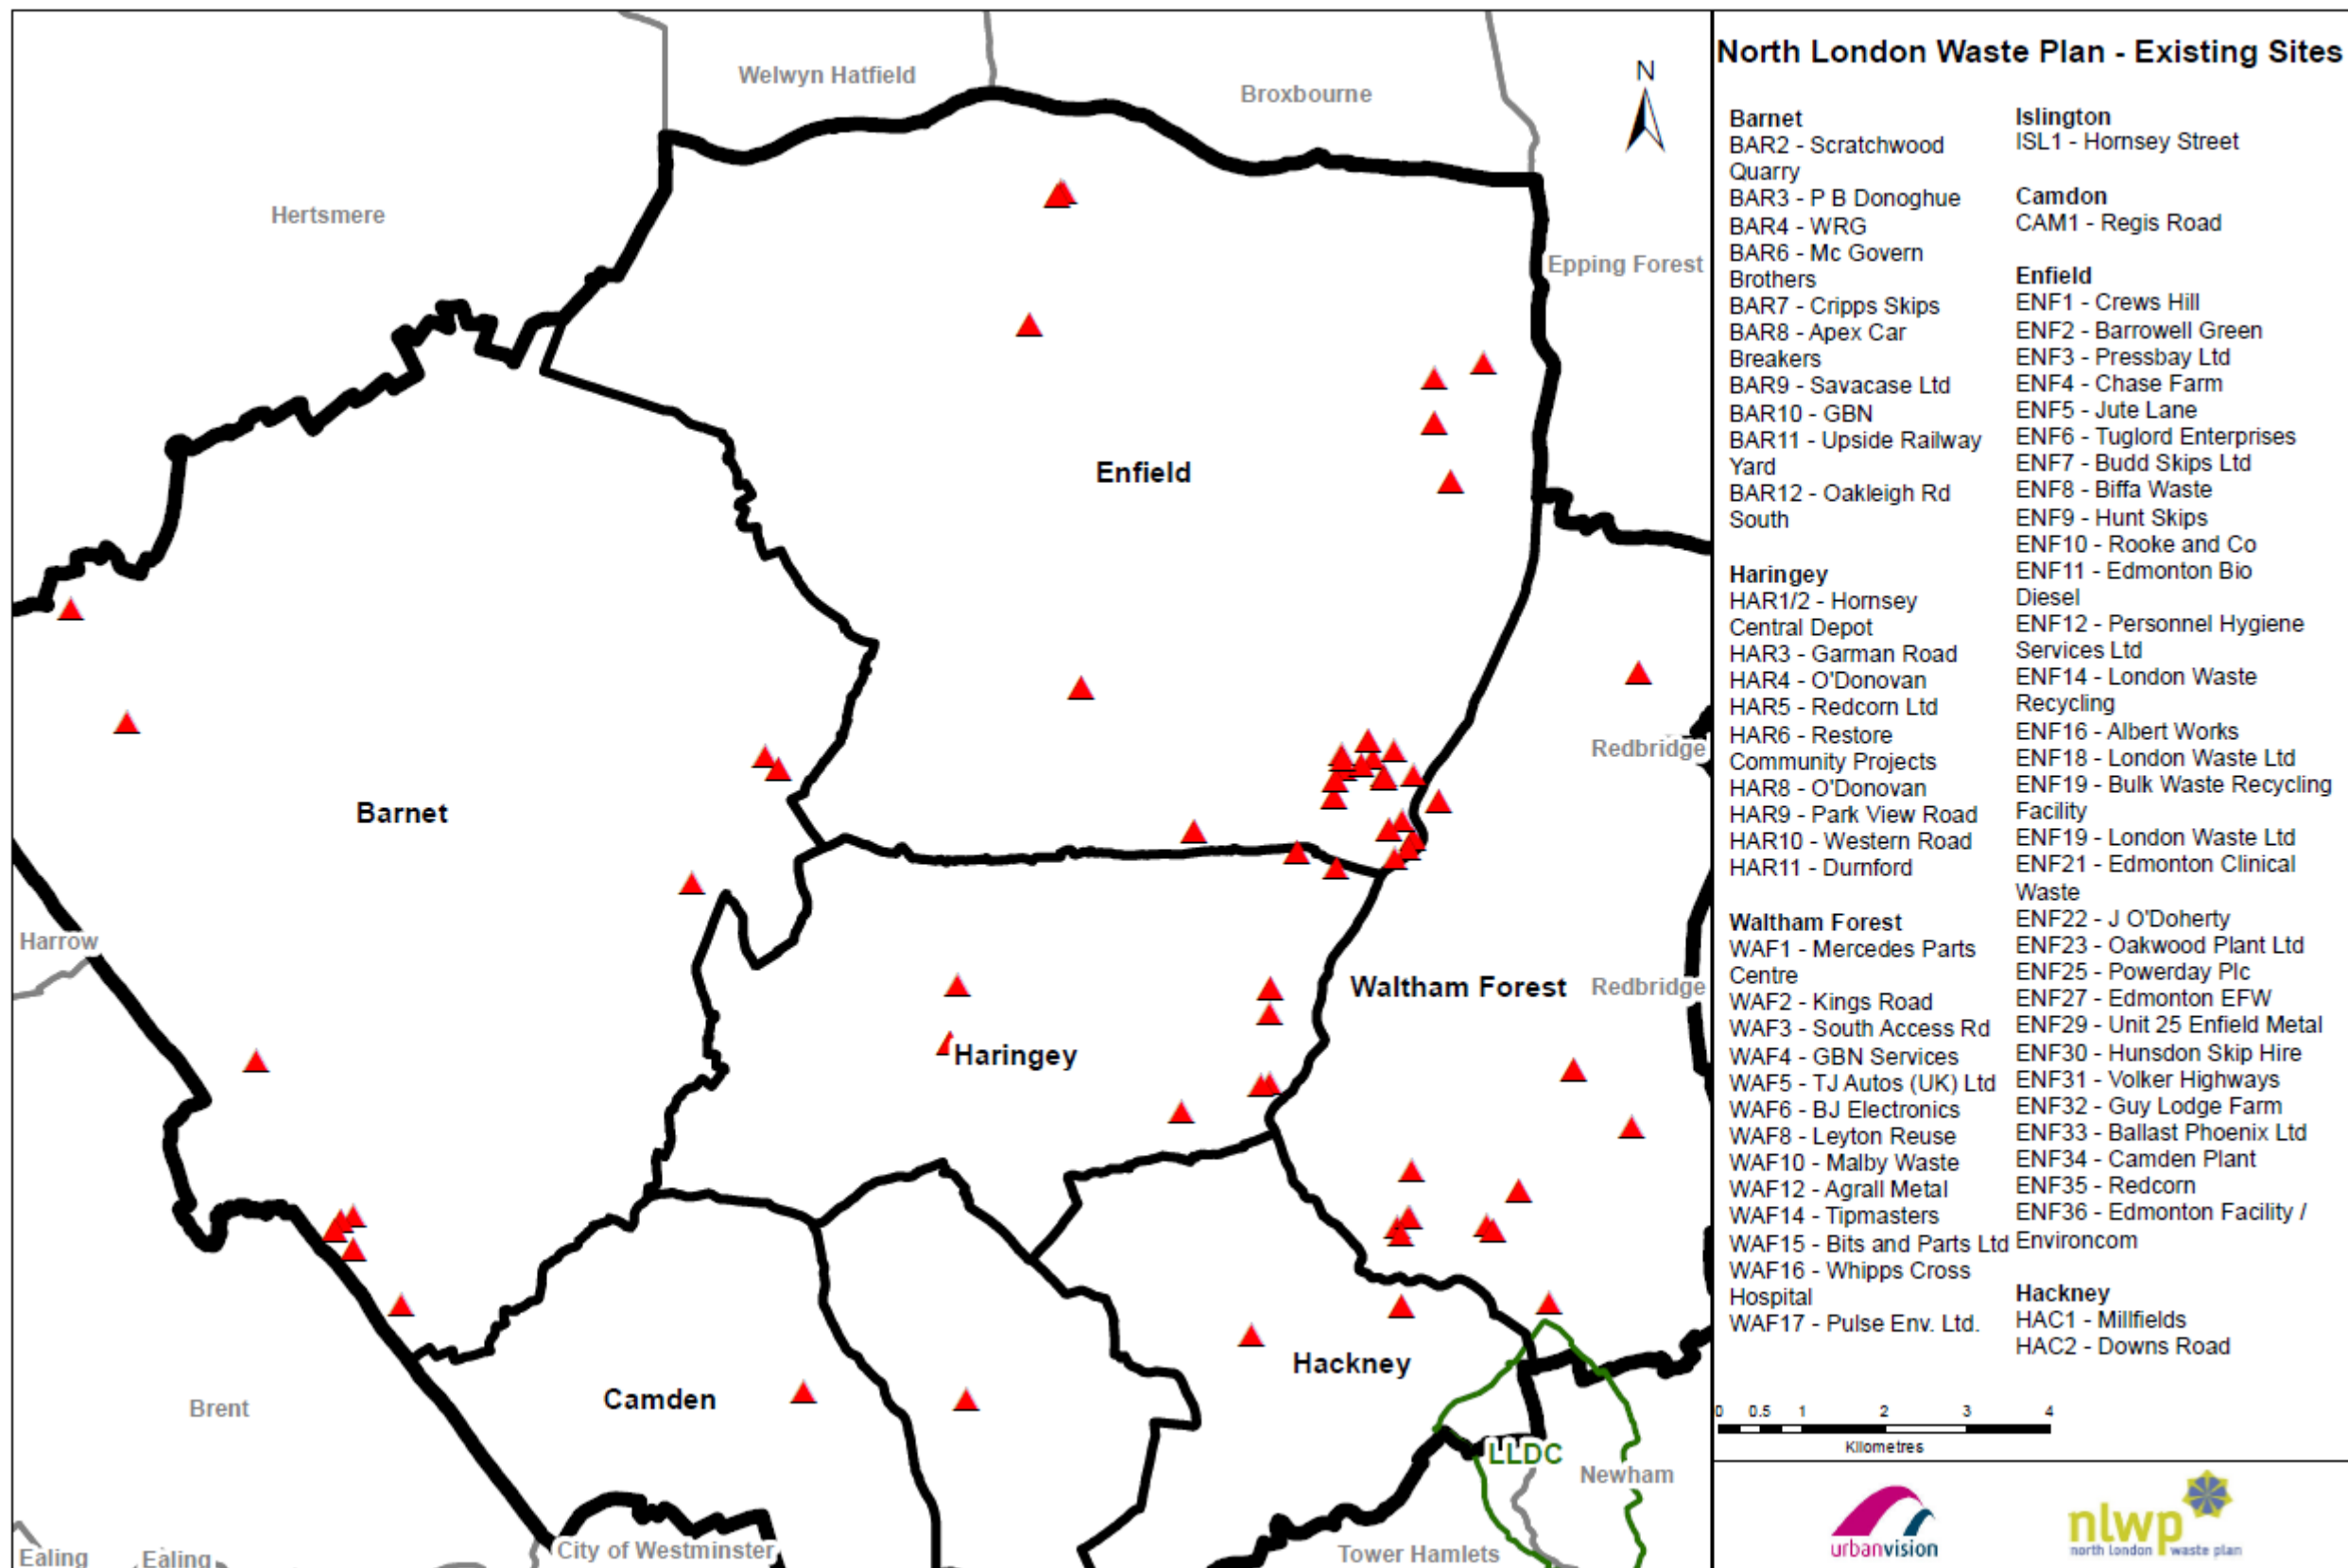 Welwyn Hatfield
Broxbourne
N
Hertsmere
Epping Forest
Enfield
Redbridge
Barnet
Harrow
Waltham Forest
Redbridge
Haringey
Hackney
Camden
Brent
LLDC
Newham
City of Westminster
Tower Hamlets
Ealing
Ealing
North London Waste Plan - Existing Sites
Barnet
BAR2 - Scratchwood
Quarry
BAR3 - P B Donoghue
BAR4 - WRG
BAR6 - Mc Govern
Brothers
BAR7 - Cripps Skips
BAR8 - Apex Car
Breakers
BAR9 - Savacase Ltd
BAR10 - GBN
BAR11 - Upside Railway
Yard
BAR12 - Oakleigh Rd
South
Haringey
HAR1/2 - Hornsey
Central Depot
HAR3 - Garman Road
HAR4 - O'Donovan
HAR5 - Redcorn Ltd
HAR6 - Restore
Community Projects
HAR8 - O'Donovan
HAR9 - Park View Road
HAR10 - Western Road
HAR11 - Durnford
Waltham Forest
WAF1 - Mercedes Parts
Centre
WAF2 - Kings Road
WAF3 - South Access Rd
WAF4 - GBN Services
WAF5 - TJ Autos (UK) Ltd
WAF6 - BJ Electronics
WAF8 - Leyton Reuse
WAF10 - Malby Waste
WAF12 - Agrall Metal
WAF14 - Tipmasters
WAF15 - Bits and Parts Ltd
WAF16 - Whipps Cross
Hospital
WAF17 - Pulse Env. Ltd.
Islington
ISL1 - Hornsey Street
Camdon
CAM1 - Regis Road
Enfield
ENF1 - Crews Hill
ENF2 - Barrowell Green
ENF3 - Pressbay Ltd
ENF4 - Chase Farm
ENF5 - Jute Lane
ENF6 - Tuglord Enterprises
ENF7 - Budd Skips Ltd
ENF8 - Biffa Waste
ENF9 - Hunt Skips
ENF10 - Rooke and Co
ENF11 - Edmonton Bio
Diesel
ENF12 - Personnel Hygiene
Services Ltd
ENF14 - London Waste
Recycling
ENF16 - Albert Works
ENF18 - London Waste Ltd
ENF19 - Bulk Waste Recycling
Facility
ENF19 - London Waste Ltd
ENF21 - Edmonton Clinical
Waste
ENF22 - J O'Doherty
ENF23 - Oakwood Plant Ltd
ENF25 - Powerday Plc
ENF27 - Edmonton EFW
ENF29 - Unit 25 Enfield Metal
ENF30 - Hunsdon Skip Hire
ENF31 - Volker Highways
ENF32 - Guy Lodge Farm
ENF33 - Ballast Phoenix Ltd
ENF34 - Camden Plant
ENF35 - Redcorn
ENF36 - Edmonton Facility /
Environcom
Hackney
HAC1 - Millfields
HAC2 - Downs Road
0 0.5 1 2 3 4
Kilometres
urbanvision
nlwp
north london waste plan